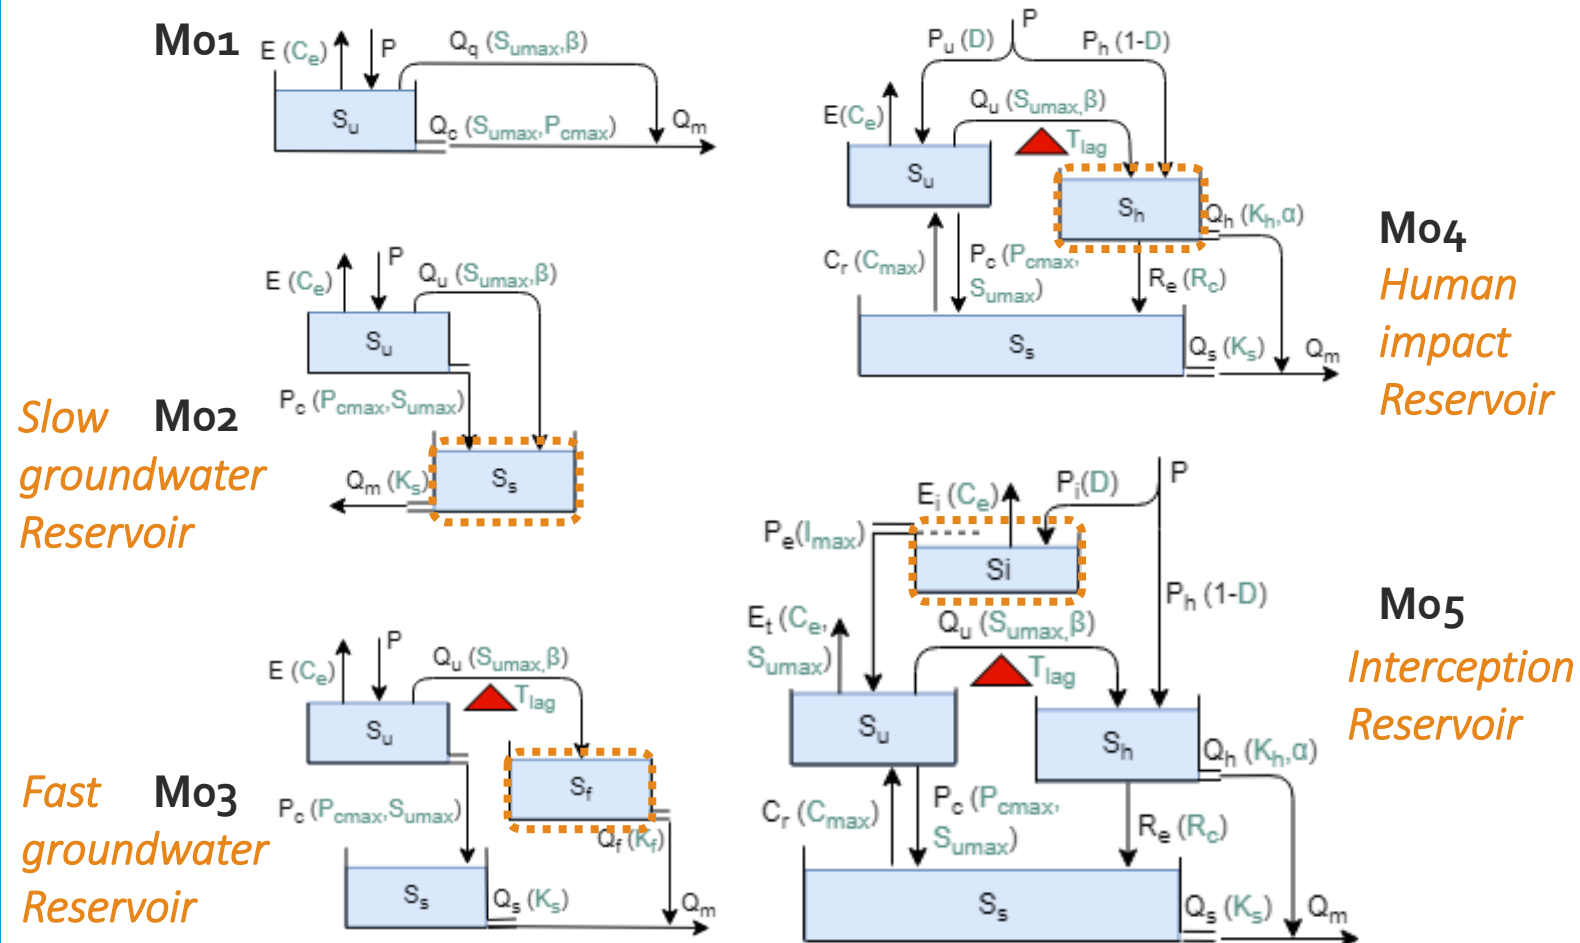 M01
E (Ce)
P
Qq (Sumax,β)
Su
Qc (Sumax,Pcmax)
Qm
E (Ce)
P
Qu (Sumax,β)
Su
Pc (Pcmax,Sumax)
Slow
groundwater
Reservoir
M02
Qm (Ks)
Ss
E (Ce)
P
Qu (Sumax,β)
Tlag
Su
Sf
Fast
groundwater
Reservoir
M03
Pc (Pcmax,Sumax)
Qf (Kf)
Ss
Qs (Ks)
Qm
P
Pu (D)
Ph (1-D)
E(Ce)
Qu (Sumax,β)
Tlag
Su
Sh
Qh (Kh,α)
Cr (Cmax)
Pc (Pcmax,
Sumax)
Re (Rc)
Ss
Qs (Ks)
Qm
M04
Human
impact
Reservoir
P
Pi(D)
Ei (Ce)
Pe(Imax)
Si
Ph (1-D)
Et (Ce,
Sumax)
Qu (Sumax,β)
Tlag
Su
Sh
Qh (Kh,α)
Cr (Cmax)
Pc (Pcmax,
Sumax)
Re (Rc)
Ss
Qs (Ks)
Qm
M05
Interception
Reservoir